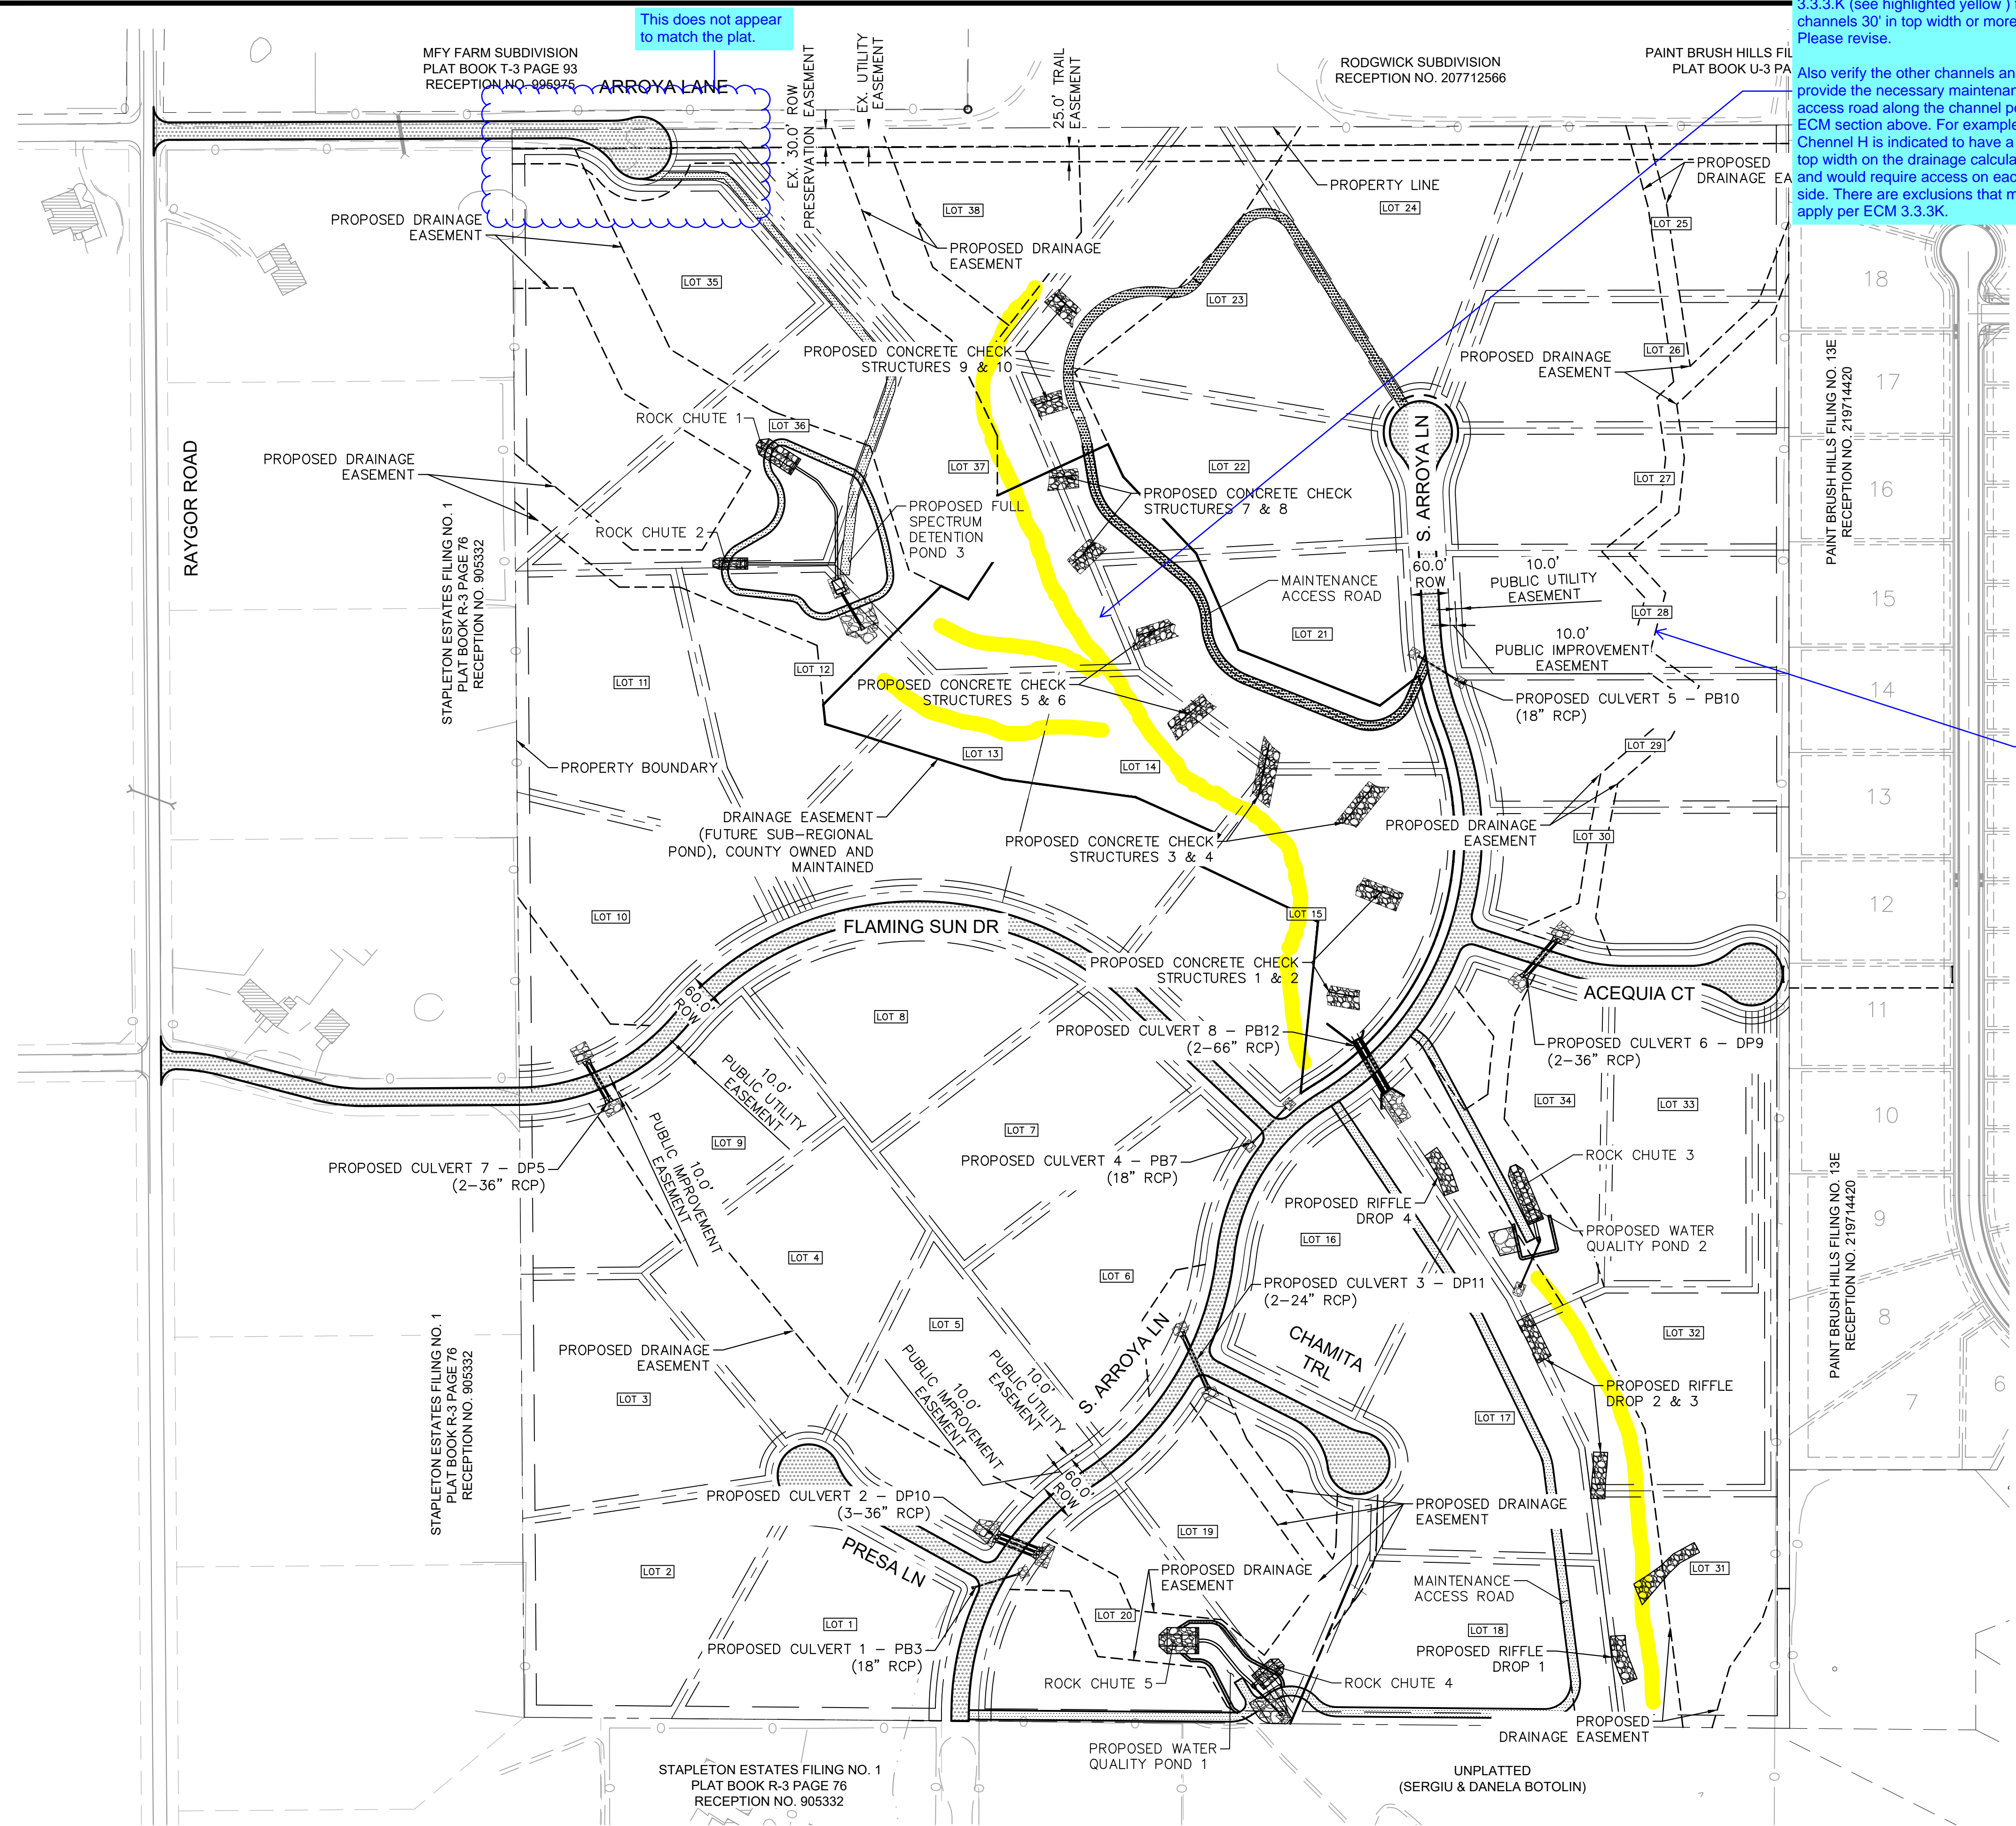 This does not appear
to match the plat.
3.3.3.K (see highlighted yellow )
channels 30' in top width or more
Please revise.
Also verify the other channels
provide the necessary
access road along the channel
ECM section above. For example
Chennel H is indicated to have a
top width on the drainage
and would require access on
side. There are exclusions that
apply per ECM 3.3.3K.
MFY FARM SUBDIVISION
PLAT BOOK T-3 PAGE 93
RECEPTION NO. 995975
ARROYA LANE
EX. 30.0' ROW
PRESERVATION EASEMENT
EX. UTILITY
EASEMENT
25.0' TRAIL
EASEMENT
RODGWICK SUBDIVISION
RECEPTION NO. 207712566
PAINT BRUSH HILLS
PLAT BOOK U-3
PROPOSED
DRAINAGE
PROPERTY LINE
LOT 38
LOT 24
LOT 25
PROPOSED DRAINAGE
EASEMENT
PROPOSED DRAINAGE
EASEMENT
LOT 35
LOT 23
18
PROPOSED CONCRETE CHECK
STRUCTURES 9 & 10
LOT 26
PROPOSED DRAINAGE
EASEMENT
17
PAINT BRUSH HILLS FILING NO. 13E
RECEPTION NO. 219714420
ROCK CHUTE 1
LOT 36
S. ARROYA LN
RAYGOR ROAD
PROPOSED DRAINAGE
EASEMENT
LOT 37
LOT 22
LOT 27
16
PROPOSED FULL
SPECTRUM
DETENTION
POND 3
PROPOSED CONCRETE CHECK
STRUCTURES 7 & 8
ROCK CHUTE 2
STAPLETON ESTATES FILING NO. 1
PLAT BOOK R-3 PAGE 76
RECEPTION NO. 905332
60.0'
ROW
10.0'
PUBLIC UTILITY
EASEMENT
MAINTENANCE
ACCESS ROAD
15
LOT 28
LOT 21
10.0'
PUBLIC IMPROVEMENT
EASEMENT
LOT 12
LOT 11
PROPOSED CONCRETE CHECK
STRUCTURES 5 & 6
14
PROPOSED CULVERT 5 – PB10
(18" RCP)
LOT 13
LOT 14
LOT 29
PROPERTY BOUNDARY
13
DRAINAGE EASEMENT
(FUTURE SUB–REGIONAL
POND), COUNTY OWNED AND
MAINTAINED
PROPOSED CONCRETE CHECK
STRUCTURES 3 & 4
PROPOSED DRAINAGE
EASEMENT
LOT 30
12
LOT 10
LOT 15
FLAMING SUN DR
PROPOSED CONCRETE CHECK
STRUCTURES 1 & 2
ACEQUIA CT
60.0'
ROW
LOT 8
11
PROPOSED CULVERT 8 – PB12
(2–66" RCP)
PROPOSED CULVERT 6 – DP9
(2–36" RCP)
10.0'
PUBLIC UTILITY
EASEMENT
LOT 34
LOT 33
10
LOT 9
LOT 7
10.0'
PUBLIC IMPROVEMENT
EASEMENT
PROPOSED CULVERT 7 – DP5
(2–36" RCP)
PROPOSED CULVERT 4 – PB7
(18" RCP)
ROCK CHUTE 3
PROPOSED RIFFLE
DROP 4
9
PAINT BRUSH HILLS FILING NO. 13E
RECEPTION NO. 219714420
LOT 4
LOT 16
PROPOSED WATER
QUALITY POND 2
LOT 6
PROPOSED CULVERT 3 – DP11
(2–24" RCP)
8
LOT 5
LOT 32
CHAMITA
TRL
PROPOSED DRAINAGE
EASEMENT
S. ARROYA LN
10.0'
PUBLIC UTILITY
EASEMENT
10.0'
PUBLIC IMPROVEMENT
EASEMENT
STAPLETON ESTATES FILING NO. 1
PLAT BOOK R-3 PAGE 76
RECEPTION NO. 905332
PROPOSED RIFFLE
DROP 2 & 3
6
7
LOT 3
LOT 17
60.0'
ROW
PROPOSED CULVERT 2 – DP10
(3–36" RCP)
PROPOSED DRAINAGE
EASEMENT
LOT 19
PRESA LN
LOT 2
PROPOSED DRAINAGE
EASEMENT
MAINTENANCE
ACCESS ROAD
LOT 31
LOT 20
LOT 1
LOT 18
PROPOSED CULVERT 1 – PB3
(18" RCP)
PROPOSED RIFFLE
DROP 1
ROCK CHUTE 5
ROCK CHUTE 4
PROPOSED
DRAINAGE EASEMENT
PROPOSED WATER
QUALITY POND 1
STAPLETON ESTATES FILING NO. 1
PLAT BOOK R-3 PAGE 76
RECEPTION NO. 905332
UNPLATTED
(SERGIU & DANELA BOTOLIN)